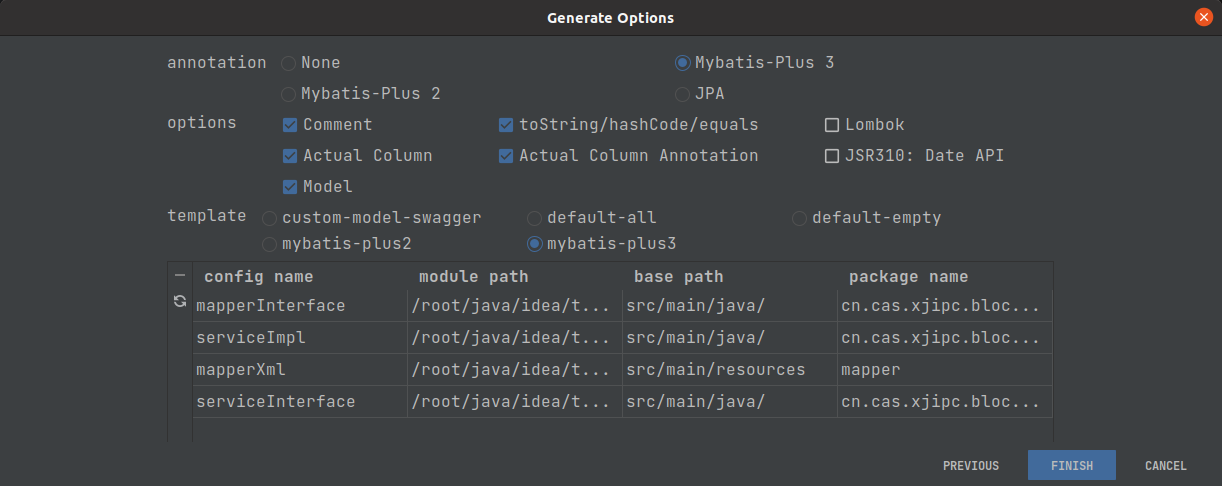 Generate Options
annotation None Mybatis-Plus 3
Mybatis-Plus 2 JPA
options Comment toString/hashCode/equals Lombok
Actual Column Actual Column Annotation JSR310: Date API
Model
template custom-model-swagger default-all default-empty
mybatis-plus2 mybatis-plus3
config name module path base path package name
mapperInterface /root/java/idea/t... src/main/java/ cn.cas.xjipc.bloc...
serviceImpl /root/java/idea/t... src/main/java/ cn.cas.xjipc.bloc...
mapperXml /root/java/idea/t... src/main/resources mapper
serviceInterface /root/java/idea/t... src/main/java/ cn.cas.xjipc.bloc...
PREVIOUS FINISH CANCEL